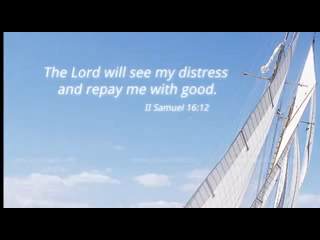 The Lord will see my distress
and repay me with good.
II Samuel 16:12